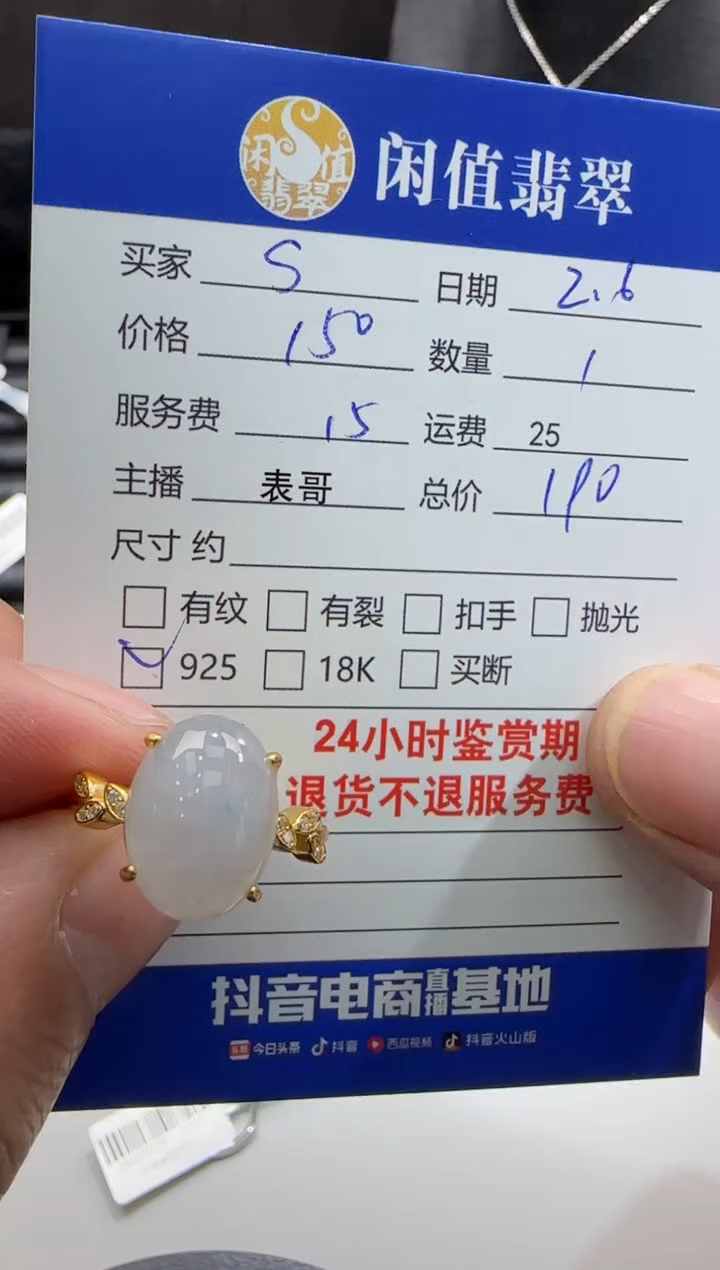 闲值翡翠
闲值翡翠
买家 S 日期 2.6
价格 150 数量 1
服务费 15 运费 25
主播 表哥 总价 190
尺寸 约
有纹 有裂 扣手 抛光
925 18K 买断
24小时鉴赏期
退货不退服务费
抖音电商直播基地
头条 今日头条 抖音 西瓜视频 抖音火山版